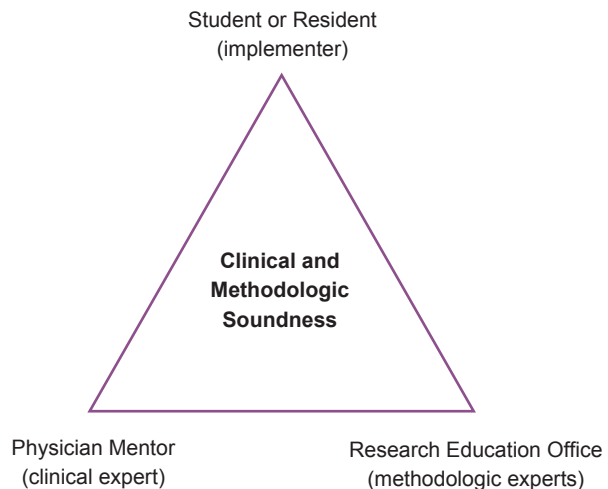 Student or Resident
(implementer)
Clinical and
Methodologic
Soundness
Physician Mentor
(clinical expert)
Research Education Office
(methodologic experts)